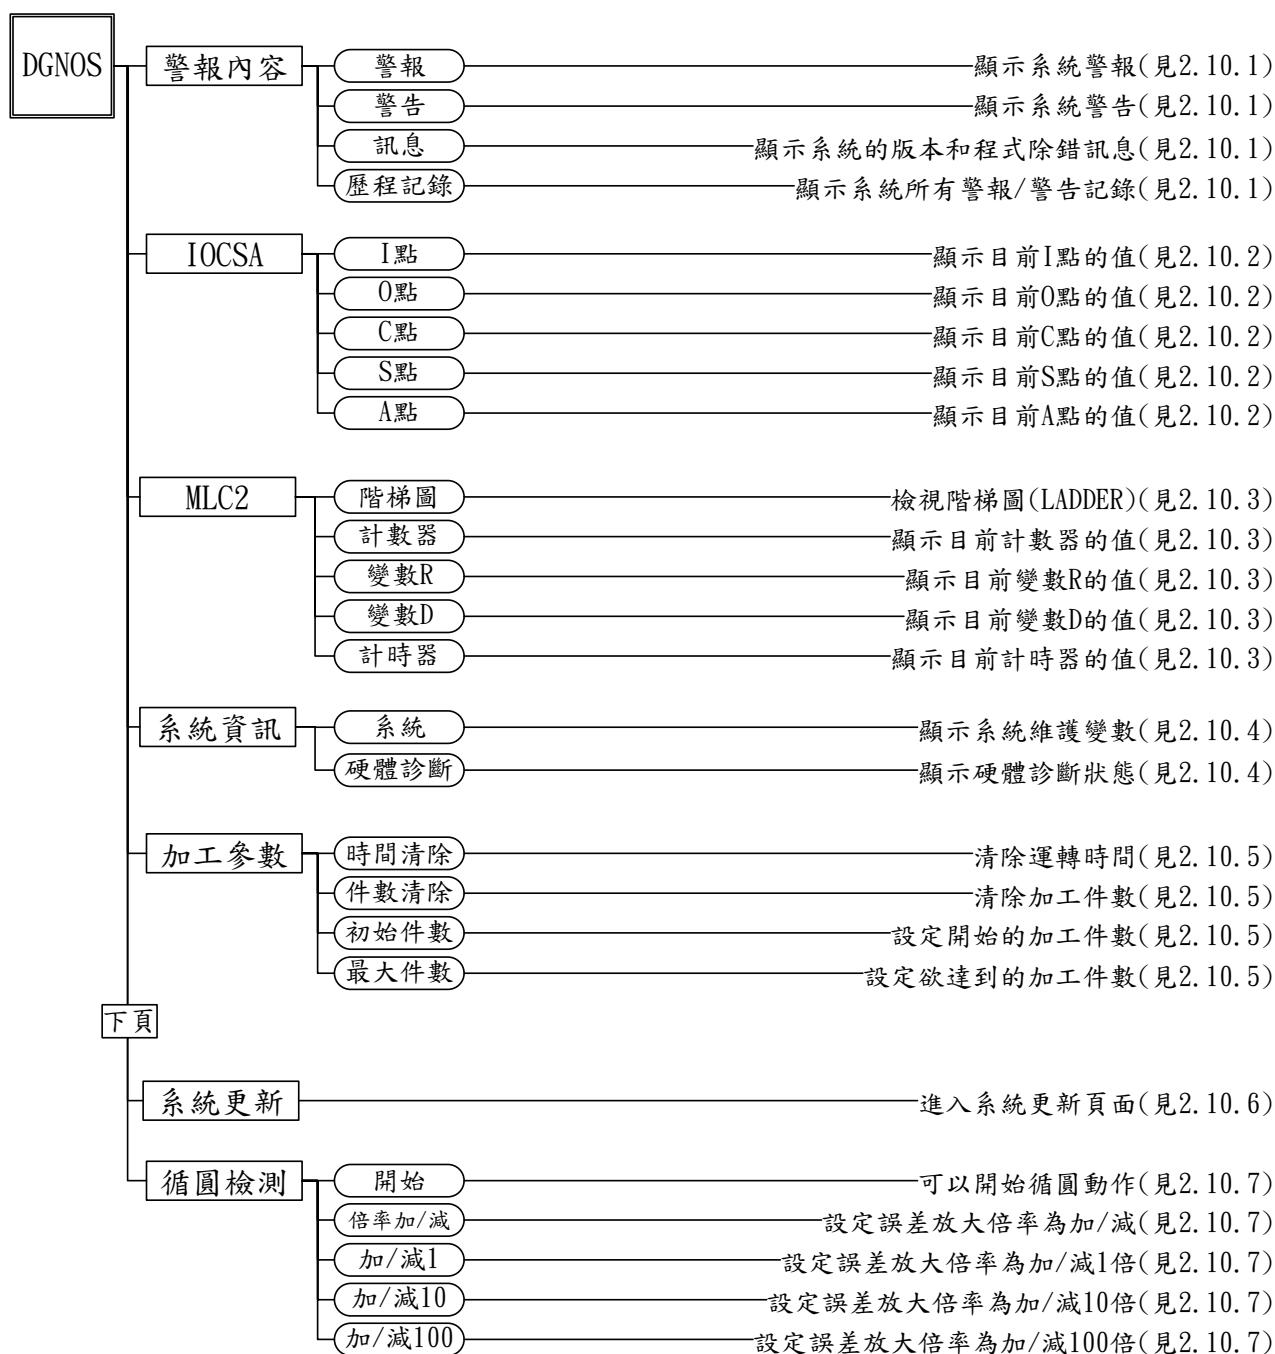 DGNOS
警報內容
警報 顯示系統警報(見2.10.1)
警告 顯示系統警告(見2.10.1)
訊息 顯示系統的版本和程式除錯訊息(見2.10.1)
歷程記錄 顯示系統所有警報/警告記錄(見2.10.1)
IOCSA
I點 顯示目前I點的值(見2.10.2)
O點 顯示目前O點的值(見2.10.2)
C點 顯示目前C點的值(見2.10.2)
S點 顯示目前S點的值(見2.10.2)
A點 顯示目前A點的值(見2.10.2)
MLC2
階梯圖 檢視階梯圖(LADDER)(見2.10.3)
計數器 顯示目前計數器的值(見2.10.3)
變數R 顯示目前變數R的值(見2.10.3)
變數D 顯示目前變數D的值(見2.10.3)
計時器 顯示目前計時器的值(見2.10.3)
系統資訊
系統 顯示系統維護變數(見2.10.4)
硬體診斷 顯示硬體診斷狀態(見2.10.4)
加工參數
時間清除 清除運轉時間(見2.10.5)
件數清除 清除加工件數(見2.10.5)
初始件數 設定開始的加工件數(見2.10.5)
最大件數 設定欲達到的加工件數(見2.10.5)
下頁
系統更新 進入系統更新頁面(見2.10.6)
循圓檢測
開始 可以開始循圓動作(見2.10.7)
倍率加/減 設定誤差放大倍率為加/減(見2.10.7)
加/減1 設定誤差放大倍率為加/減1倍(見2.10.7)
加/減10 設定誤差放大倍率為加/減10倍(見2.10.7)
加/減100 設定誤差放大倍率為加/減100倍(見2.10.7)